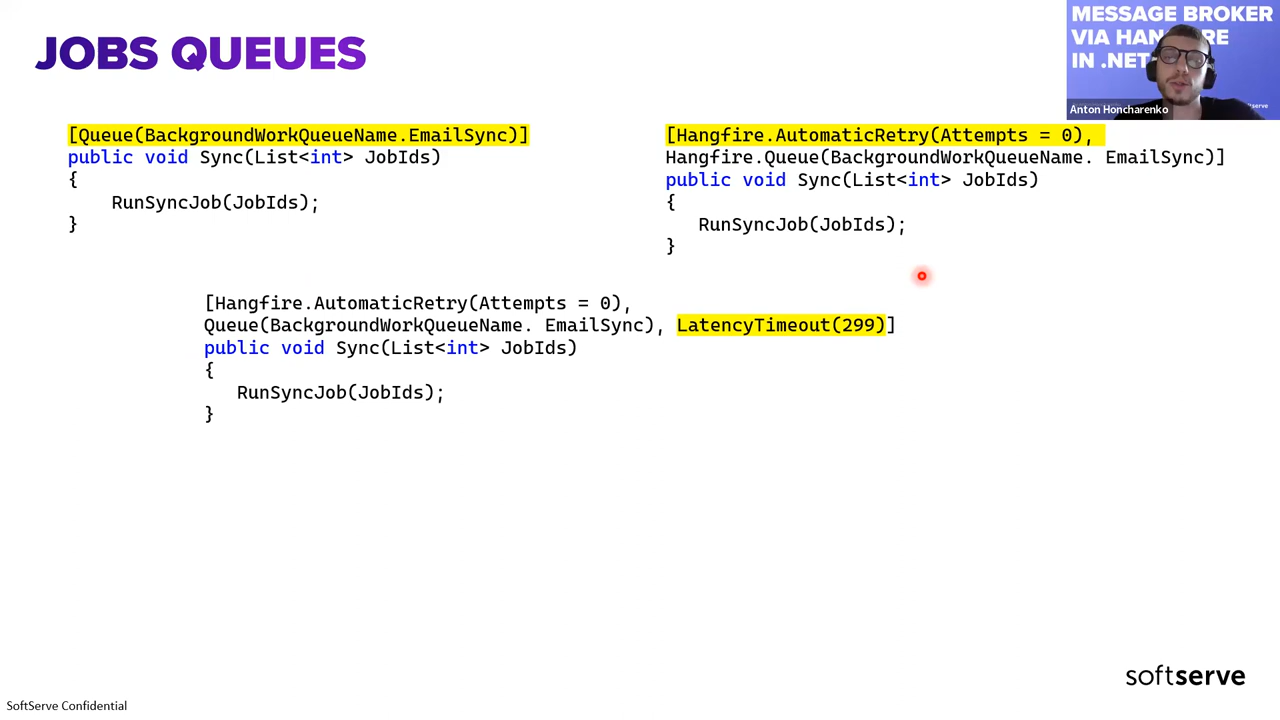 JOBS QUEUES
MESSAGE BROKER
VIA HANGFIRE
IN .NET
Anton Honcharenko
[Queue(BackgroundWorkQueueName.EmailSync)]
public void Sync(List<int> JobIds)
{
RunSyncJob(JobIds);
}
[Hangfire.AutomaticRetry(Attempts = 0),
Hangfire.Queue(BackgroundWorkQueueName. EmailSync)]
public void Sync(List<int> JobIds)
{
RunSyncJob(JobIds);
}
[Hangfire.AutomaticRetry(Attempts = 0),
Queue(BackgroundWorkQueueName. EmailSync), LatencyTimeout(299)]
public void Sync(List<int> JobIds)
{
RunSyncJob(JobIds);
}
softserve
SoftServe Confidential